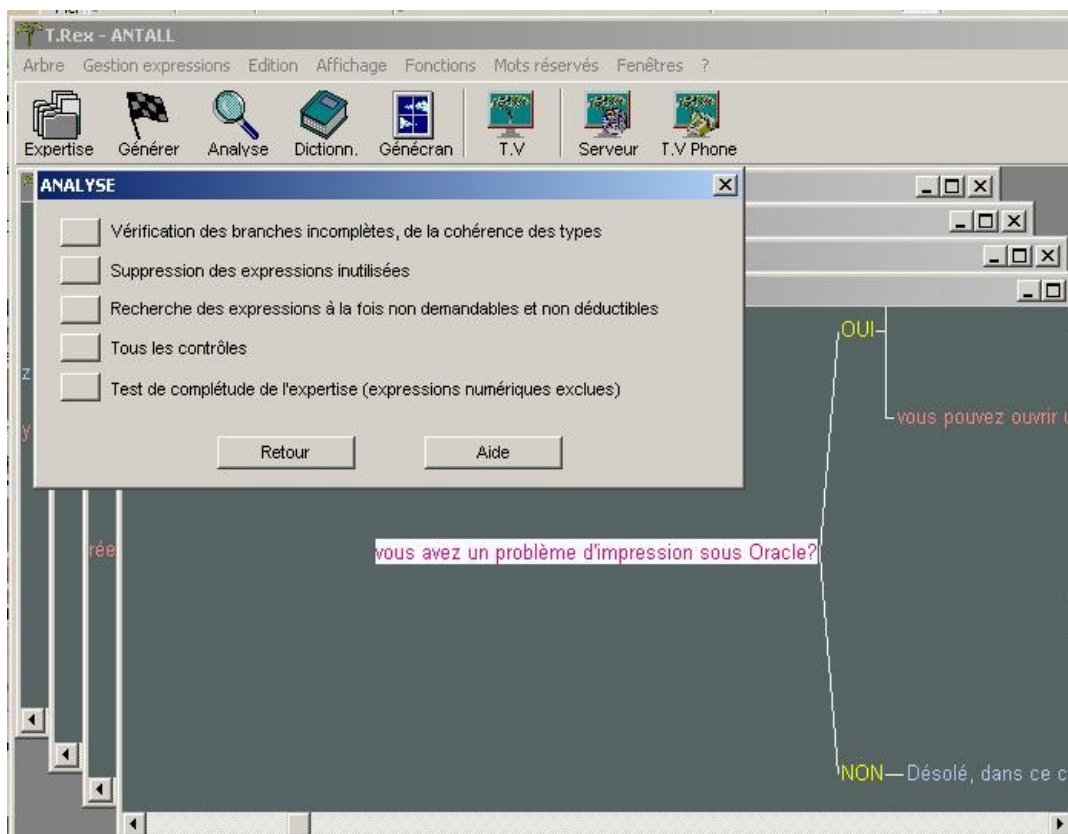 T.Rex - ANTALL
Arbre Gestion expressions Edition Affichage Fonctions Mots réservés Fenêtres ?
Expertise Générer Analyse Dictionn. Génécran T.V Serveur T.V Phone
ANALYSE
Vérification des branches incomplètes, de la cohérence des types
Suppression des expressions inutilisées
Recherche des expressions à la fois non demandables et non déductibles
Tous les contrôles
Test de complétude de l'expertise (expressions numériques exclues)
Retour Aide
OUI
z
vous pouvez ouvrir u
y
rée
vous avez un problème d'impression sous Oracle?
NON Désolé, dans ce c